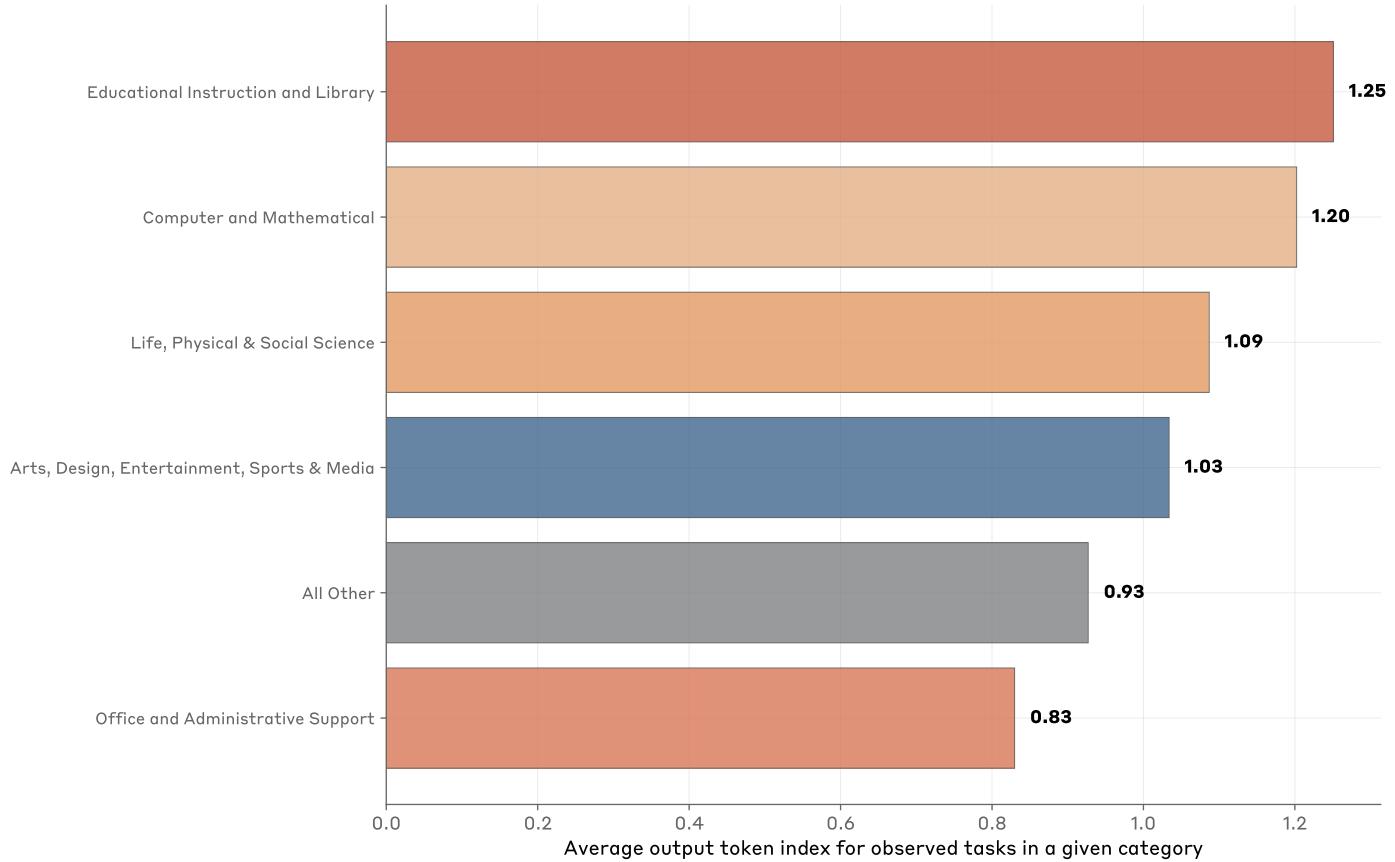 Educational Instruction and Library
1.25
Computer and Mathematical
1.20
Life, Physical & Social Science
1.09
Arts, Design, Entertainment, Sports & Media
1.03
All Other
0.93
Office and Administrative Support
0.83
0.0 0.2 0.4 0.6 0.8 1.0 1.2
Average output token index for observed tasks in a given category